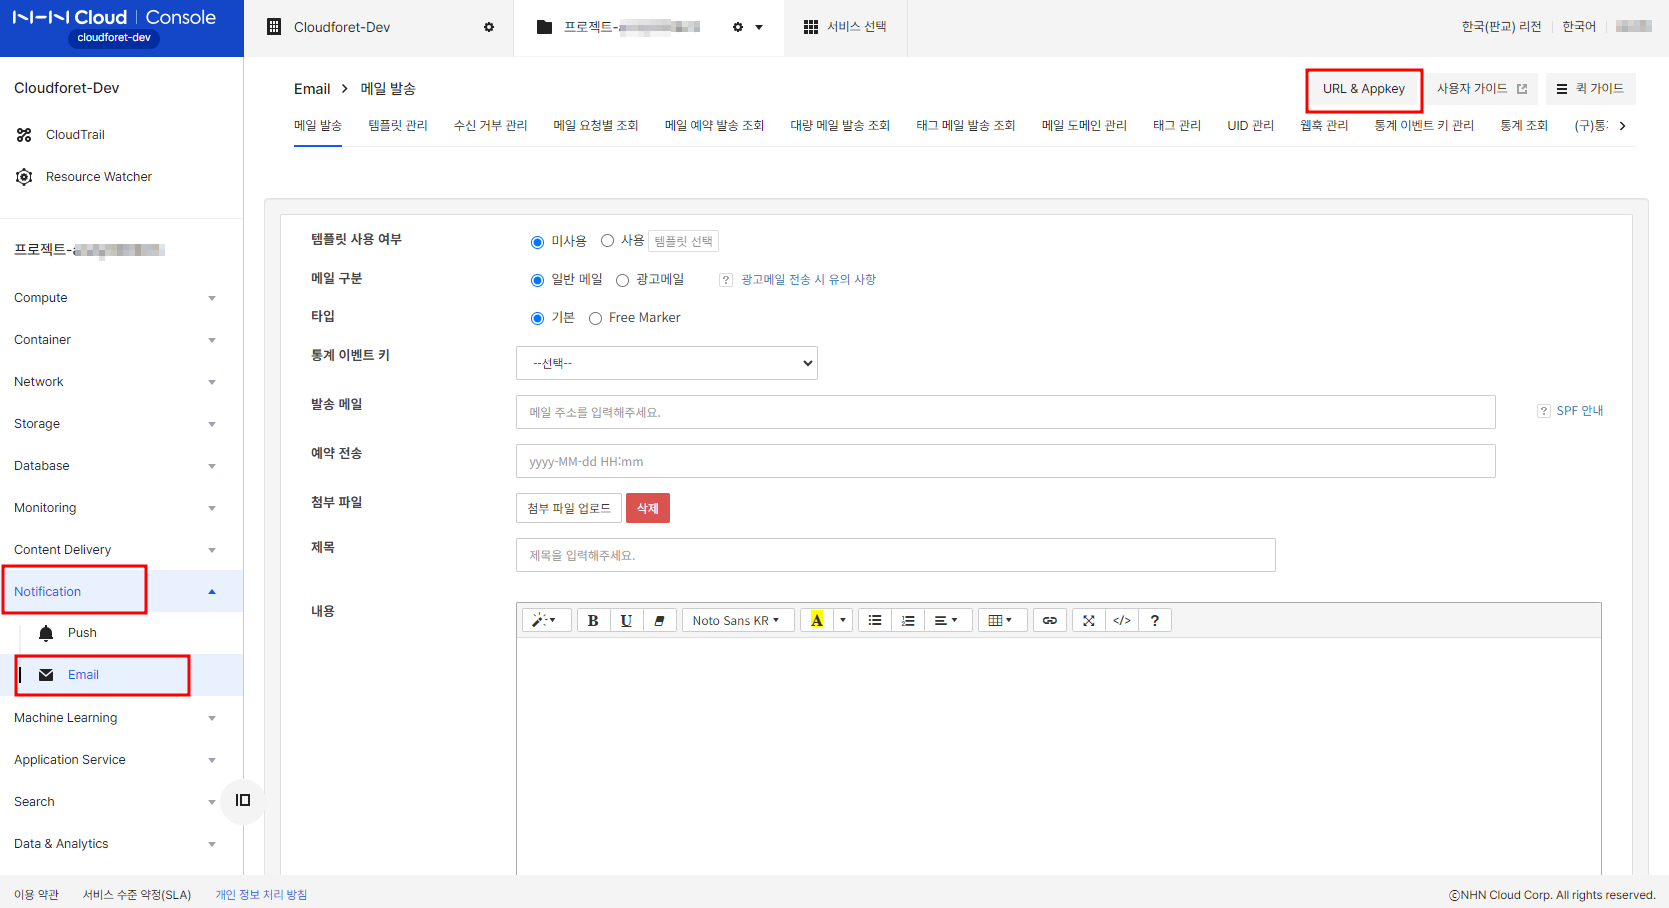 NHN Cloud | Console
cloudforet-dev
Cloudforet-Dev
프로젝트-
서비스 선택
한국(판교) 리전
한국어
Cloudforet-Dev
CloudTrail
Resource Watcher
프로젝트-
Compute
Container
Network
Storage
Database
Monitoring
Content Delivery
Notification
Push
Email
Machine Learning
Application Service
Search
Data & Analytics
Email > 메일 발송
URL & Appkey
사용자 가이드
퀵 가이드
메일 발송 템플릿 관리 수신 거부 관리 메일 요청별 조회 메일 예약 발송 조회 대량 메일 발송 조회 태그 메일 발송 조회 메일 도메인 관리 태그 관리 UID 관리 웹훅 관리 통계 이벤트 키 관리 통계 조회 (구)통
템플릿 사용 여부 미사용 사용 템플릿 선택
메일 구분 일반 메일 광고메일 ? 광고메일 전송 시 유의 사항
타입 기본 Free Marker
통계 이벤트 키 --선택--
발송 메일 메일 주소를 입력해주세요. ? SPF 안내
예약 전송 yyyy-MM-dd HH:mm
첨부 파일 첨부 파일 업로드 삭제
제목 제목을 입력해주세요.
내용
B U Noto Sans KR A </> ?
이용 약관 서비스 수준 약정(SLA) 개인 정보 처리 방침
ⓒNHN Cloud Corp. All rights reserved.